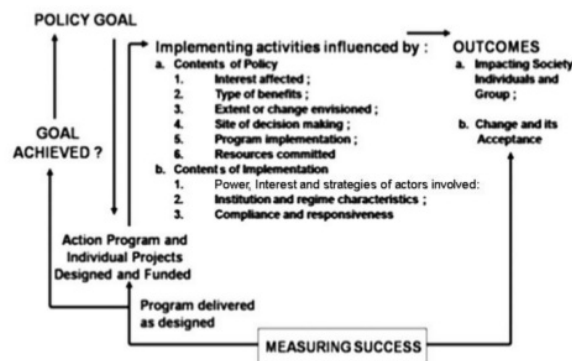 POLICY GOAL
Implementing activities influenced by :
a. Contents of Policy
1. Interest affected ;
2. Type of benefits ;
3. Extent or change envisioned ;
4. Site of decision making ;
5. Program implementation ;
6. Resources committed
b. Contents of Implementation
1. Power, Interest and strategies of actors involved:
2. Institution and regime characteristics ;
3. Compliance and responsiveness
OUTCOMES
a. Impacting Society
Individuals and
Group ;
b. Change and its
Acceptance
GOAL
ACHIEVED ?
Action Program and
Individual Projects
Designed and Funded
Program delivered
as designed
MEASURING SUCCESS